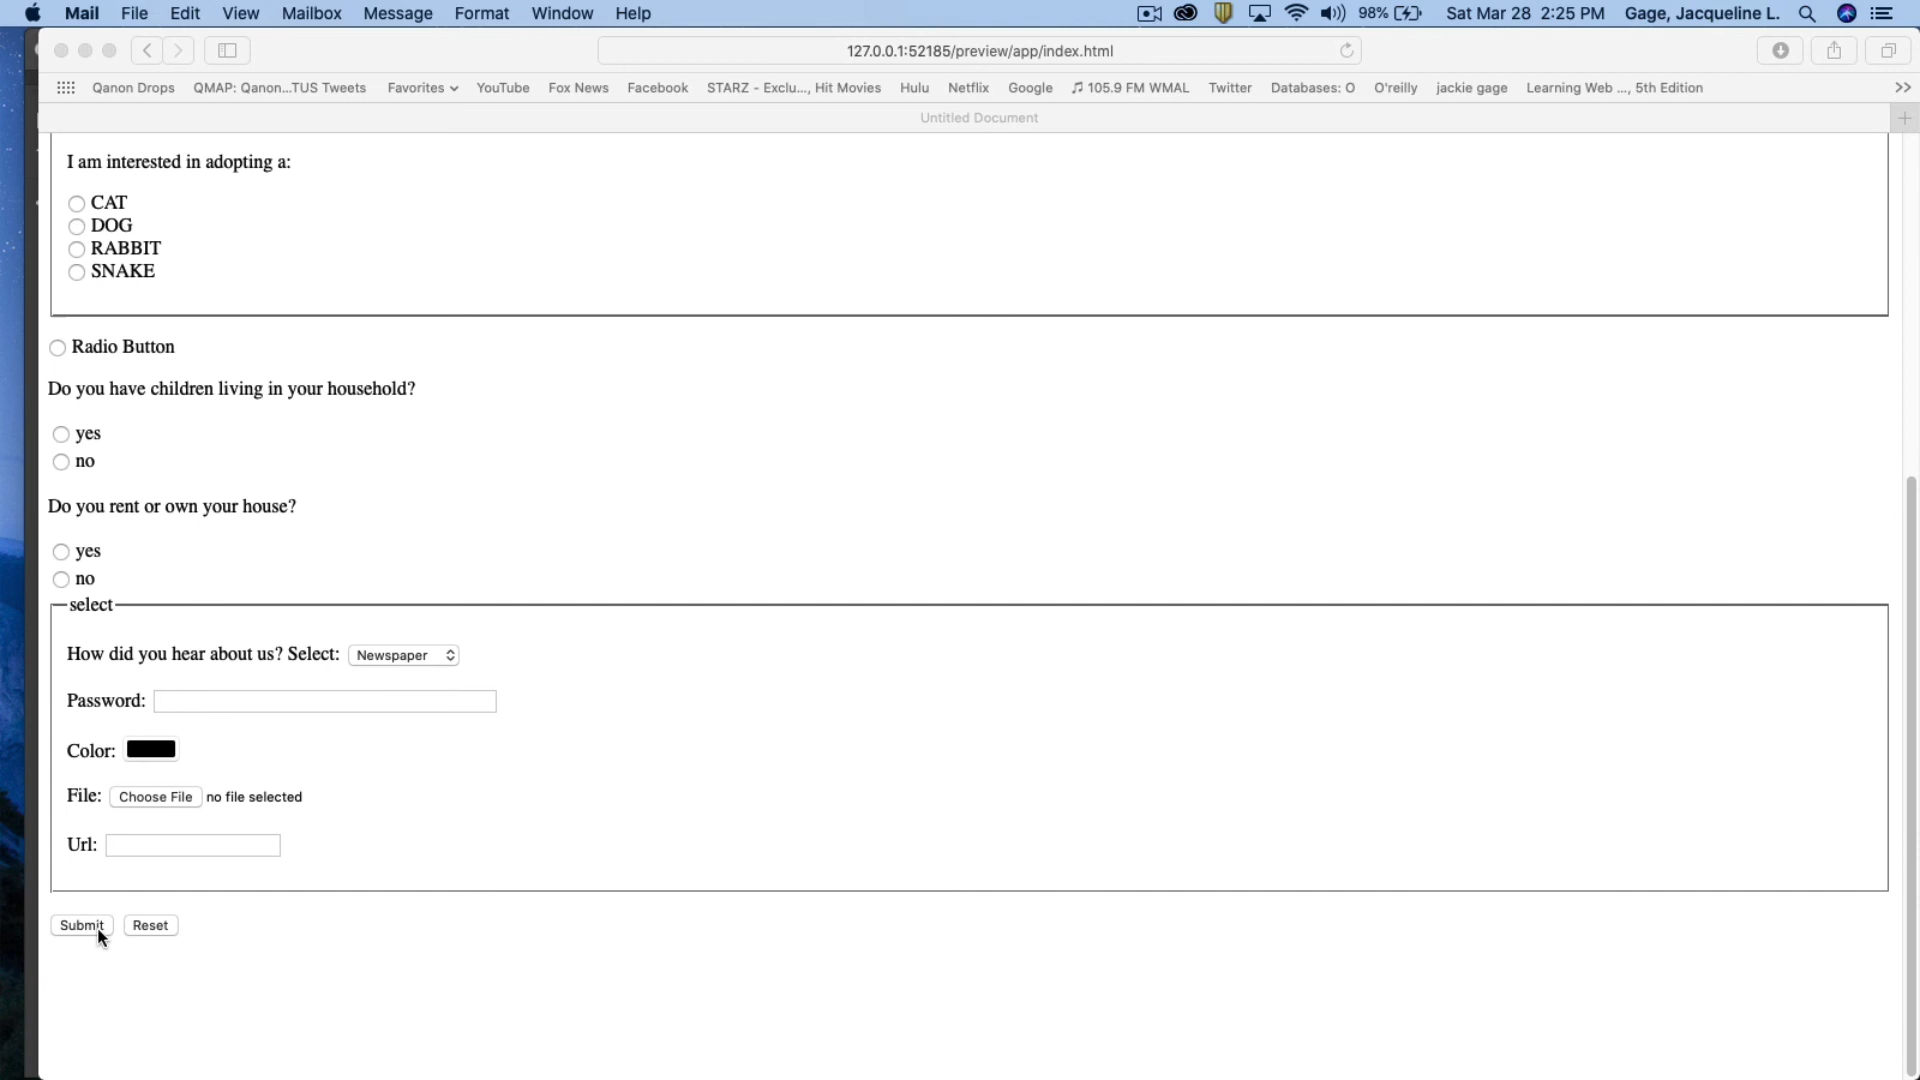 Mail File Edit View Mailbox Message Format Window Help 98% Sat Mar 28 2:25 PM Gage, Jacqueline L.
127.0.0.1:52185/preview/app/index.html
Qanon Drops QMAP: Qanon...TUS Tweets Favorites YouTube Fox News Facebook STARZ - Exclu..., Hit Movies Hulu Netflix Google 105.9 FM WMAL Twitter Databases: O O'reilly jackie gage Learning Web ..., 5th Edition
Untitled Document
I am interested in adopting a:
CAT
DOG
RABBIT
SNAKE
Radio Button
Do you have children living in your household?
yes
no
Do you rent or own your house?
yes
no
select
How did you hear about us? Select: Newspaper
Password:
Color:
File: Choose File no file selected
Url:
Submit Reset